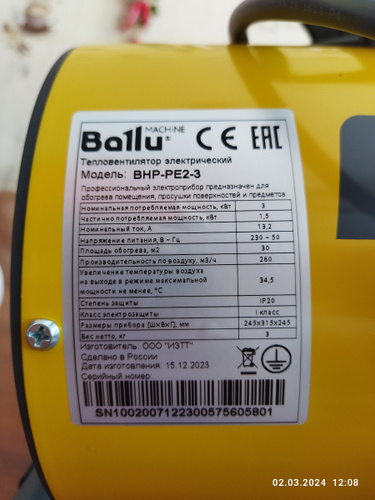 MACHINE
Ballu® CE EAC
Тепловентилятор электрический
Модель: BHP-PE2-3
Профессиональный электроприбор предназначен для
обогрева помещения, просушки поверхностей и предметов
Номинальная потребляемая мощность, кВт 3
Частично потребляемая мощность, кВт 1,5
Номинальный ток, А 13,2
Напряжение питания, В ~ Гц 230 ~ 50
Площадь обогрева, м2 30
Производительность по воздуху, м3/ч 260
Увеличение температуры воздуха
на выходе в режиме максимальной
мощности не менее, °С 34,5
Степень защиты IP20
Класс электрозащиты I класс
Размеры прибора (Ш×В×Г), мм 245х315х245
Вес нетто, кг 3
Изготовитель: ООО "ИЗТТ"
Сделано в России
Дата изготовления: 15.12.2023
Серийный номер:
SN1002007122300575605801
02.03.2024 12:08